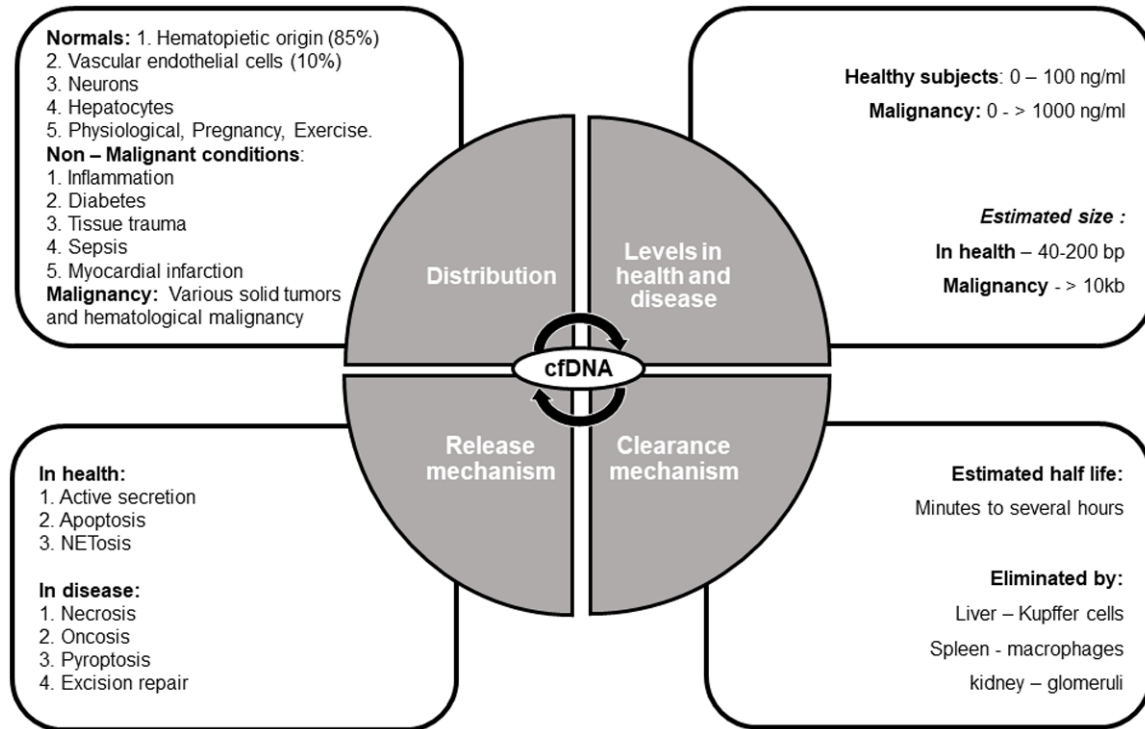 Normals: 1. Hematopietic origin (85%)
2. Vascular endothelial cells (10%)
3. Neurons
4. Hepatocytes
5. Physiological, Pregnancy, Exercise.
Non – Malignant conditions:
1. Inflammation
2. Diabetes
3. Tissue trauma
4. Sepsis
5. Myocardial infarction
Malignancy: Various solid tumors
and hematological malignancy
Healthy subjects: 0 – 100 ng/ml
Malignancy: 0 - > 1000 ng/ml
Estimated size :
In health – 40-200 bp
Malignancy - > 10kb
Distribution
Levels in
health and
disease
cfDNA
Release
mechanism
Clearance
mechanism
In health:
1. Active secretion
2. Apoptosis
3. NETosis
In disease:
1. Necrosis
2. Oncosis
3. Pyroptosis
4. Excision repair
Estimated half life:
Minutes to several hours
Eliminated by:
Liver – Kupffer cells
Spleen - macrophages
kidney – glomeruli